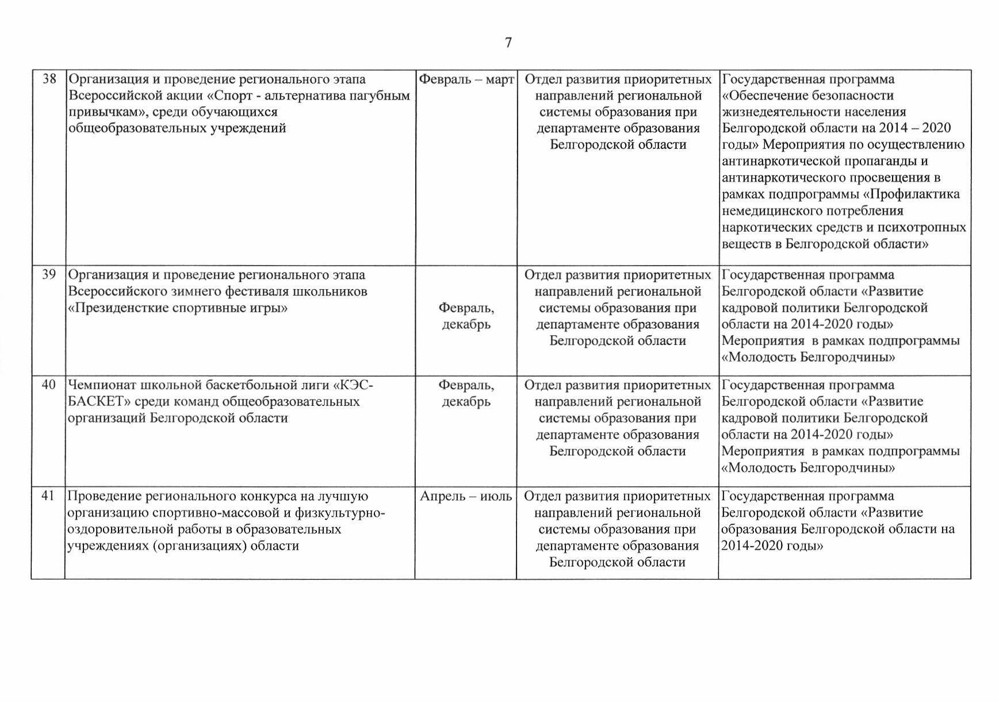 7
38
Организация и проведение регионального этапа
Всероссийской акции «Спорт - альтернатива пагубным
привычкам», среди обучающихся
общеобразовательных учреждений
Февраль – март
Отдел развития приоритетных
направлений региональной
системы образования при
департаменте образования
Белгородской области
Государственная программа
«Обеспечение безопасности
жизнедеятельности населения
Белгородской области на 2014 – 2020
годы» Мероприятия по осуществлению
антинаркотической пропаганды и
антинаркотического просвещения в
рамках подпрограммы «Профилактика
немедицинского потребления
наркотических средств и психотропных
веществ в Белгородской области»
39
Организация и проведение регионального этапа
Всероссийского зимнего фестиваля школьников
«Президенсткие спортивные игры»
Февраль,
декабрь
Отдел развития приоритетных
направлений региональной
системы образования при
департаменте образования
Белгородской области
Государственная программа
Белгородской области «Развитие
кадровой политики Белгородской
области на 2014-2020 годы»
Мероприятия в рамках подпрограммы
«Молодость Белгородчины»
40
Чемпионат школьной баскетбольной лиги «КЭС-
БАСКЕТ» среди команд общеобразовательных
организаций Белгородской области
Февраль,
декабрь
Отдел развития приоритетных
направлений региональной
системы образования при
департаменте образования
Белгородской области
Государственная программа
Белгородской области «Развитие
кадровой политики Белгородской
области на 2014-2020 годы»
Мероприятия в рамках подпрограммы
«Молодость Белгородчины»
41
Проведение регионального конкурса на лучшую
организацию спортивно-массовой и физкультурно-
оздоровительной работы в образовательных
учреждениях (организациях) области
Апрель – июль
Отдел развития приоритетных
направлений региональной
системы образования при
департаменте образования
Белгородской области
Государственная программа
Белгородской области «Развитие
образования Белгородской области на
2014-2020 годы»